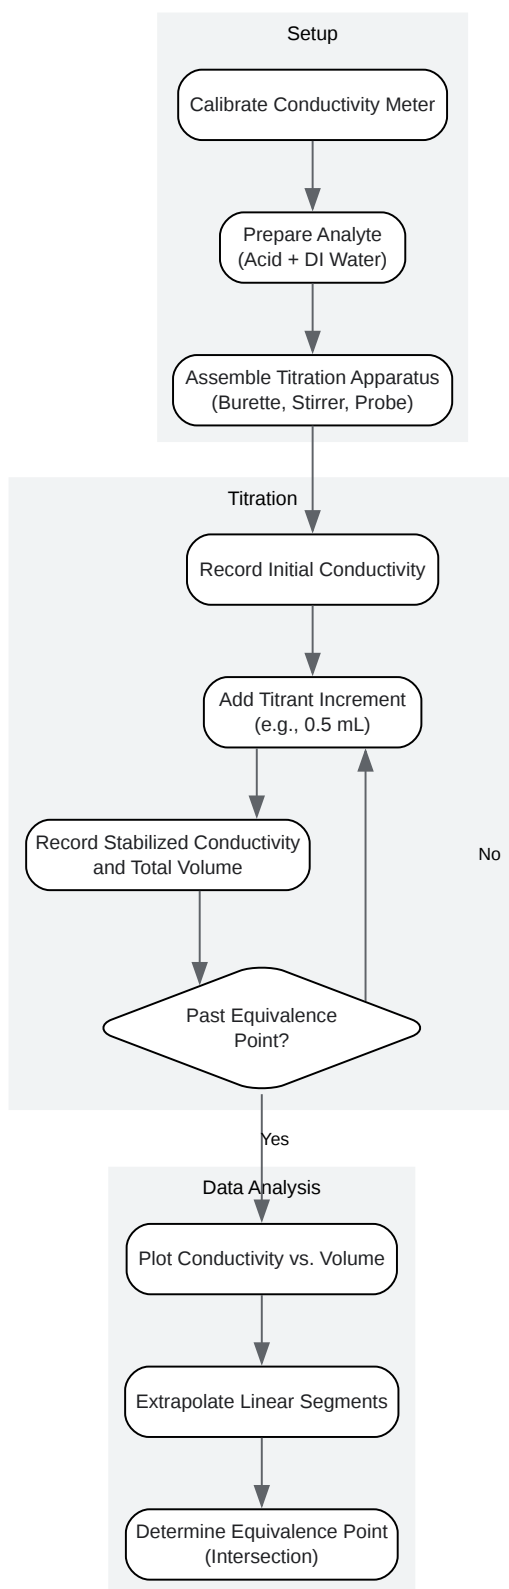 Setup
Calibrate Conductivity Meter
Prepare Analyte
(Acid + DI Water)
Assemble Titration Apparatus
(Burette, Stirrer, Probe)
Titration
Record Initial Conductivity
Add Titrant Increment
(e.g., 0.5 mL)
Record Stabilized Conductivity
and Total Volume
No
Past Equivalence
Point?
Yes
Data Analysis
Plot Conductivity vs. Volume
Extrapolate Linear Segments
Determine Equivalence Point
(Intersection)